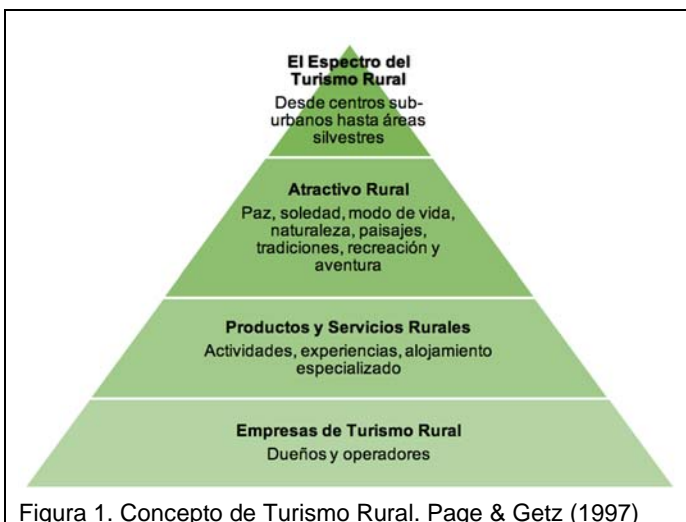 El Espectro del
Turismo Rural
Desde centros sub-
urbanos hasta áreas
silvestres
Atractivo Rural
Paz, soledad, modo de vida,
naturaleza, paisajes,
tradiciones, recreación y
aventura
Productos y Servicios Rurales
Actividades, experiencias, alojamiento
especializado
Empresas de Turismo Rural
Dueños y operadores
Figura 1. Concepto de Turismo Rural. Page & Getz (1997)